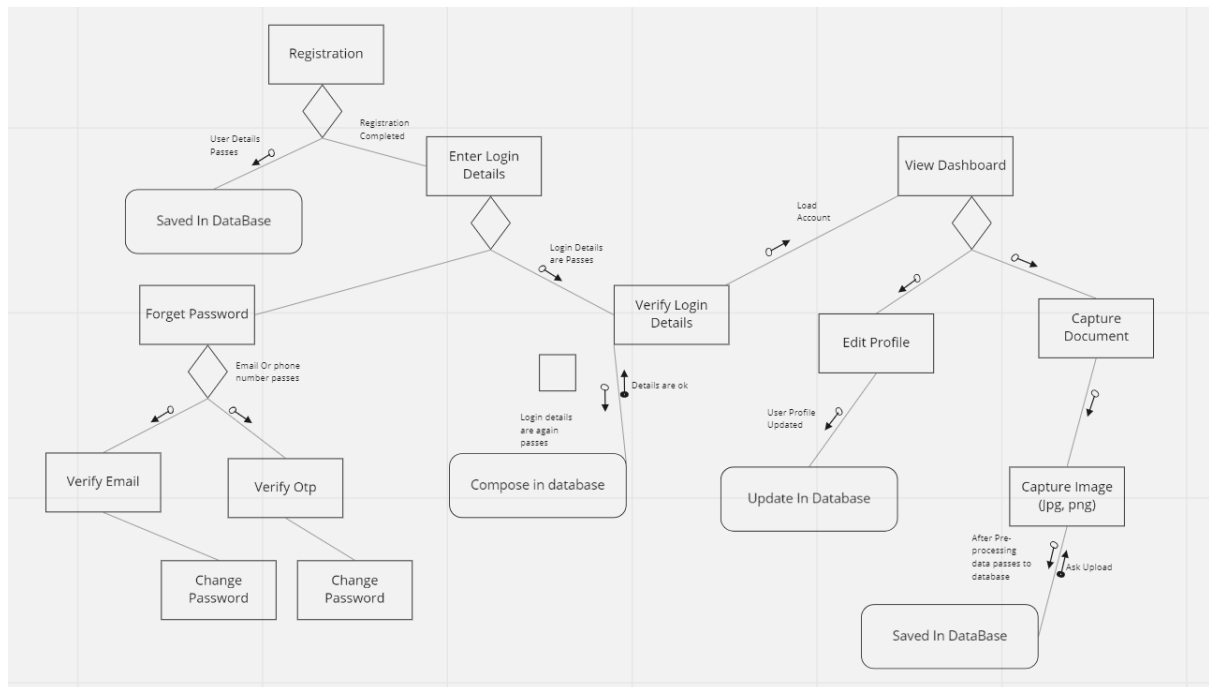 Registration
Registration
Completed
User Details
Passes
Enter Login
Details
View Dashboard
Saved In DataBase
Load
Account
Login Details
are Passes
Forget Password
Verify Login
Details
Edit Profile
Capture
Document
Email Or phone
number passes
Details are ok
Login details
are again
passes
User Profile
Updated
Verify Email
Verify Otp
Compose in database
Update In Database
Capture Image
(jpg, png)
After Pre-
processing
data passes to
database
Ask Upload
Change
Password
Change
Password
Saved In DataBase